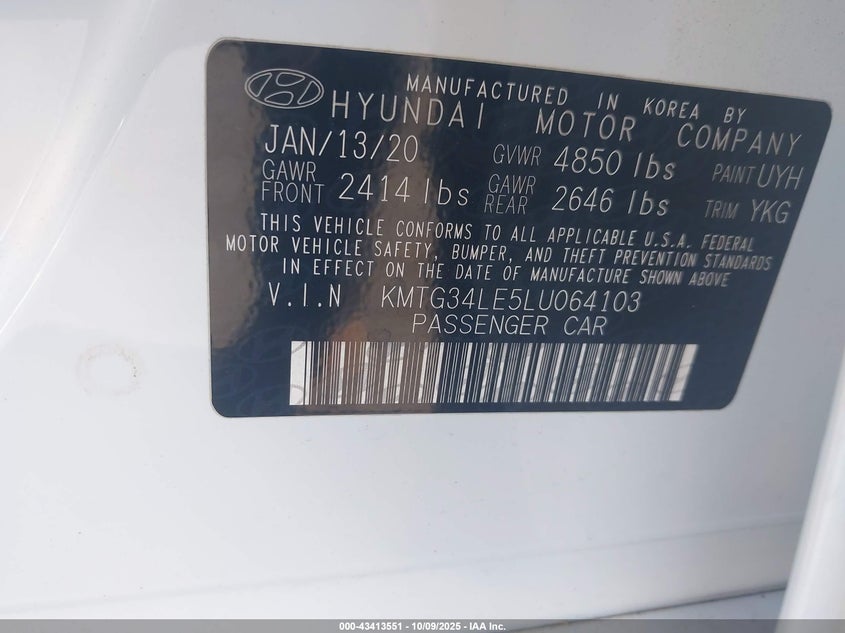 MANUFACTURED IN KOREA BY
HYUNDAI MOTOR COMPANY
JAN/13/20 GVWR 4850 lbs PAINT UYH
GAWR FRONT 2414 lbs GAWR REAR 2646 lbs TRIM YKG
THIS VEHICLE CONFORMS TO ALL APPLICABLE U.S.A. FEDERAL
MOTOR VEHICLE SAFETY, BUMPER, AND THEFT PREVENTION STANDARDS
IN EFFECT ON THE DATE OF MANUFACTURE SHOWN ABOVE
V.I.N KMTG34LE5LU064103
PASSENGER CAR
000-43413551 - 10/09/2025 - IAA Inc.